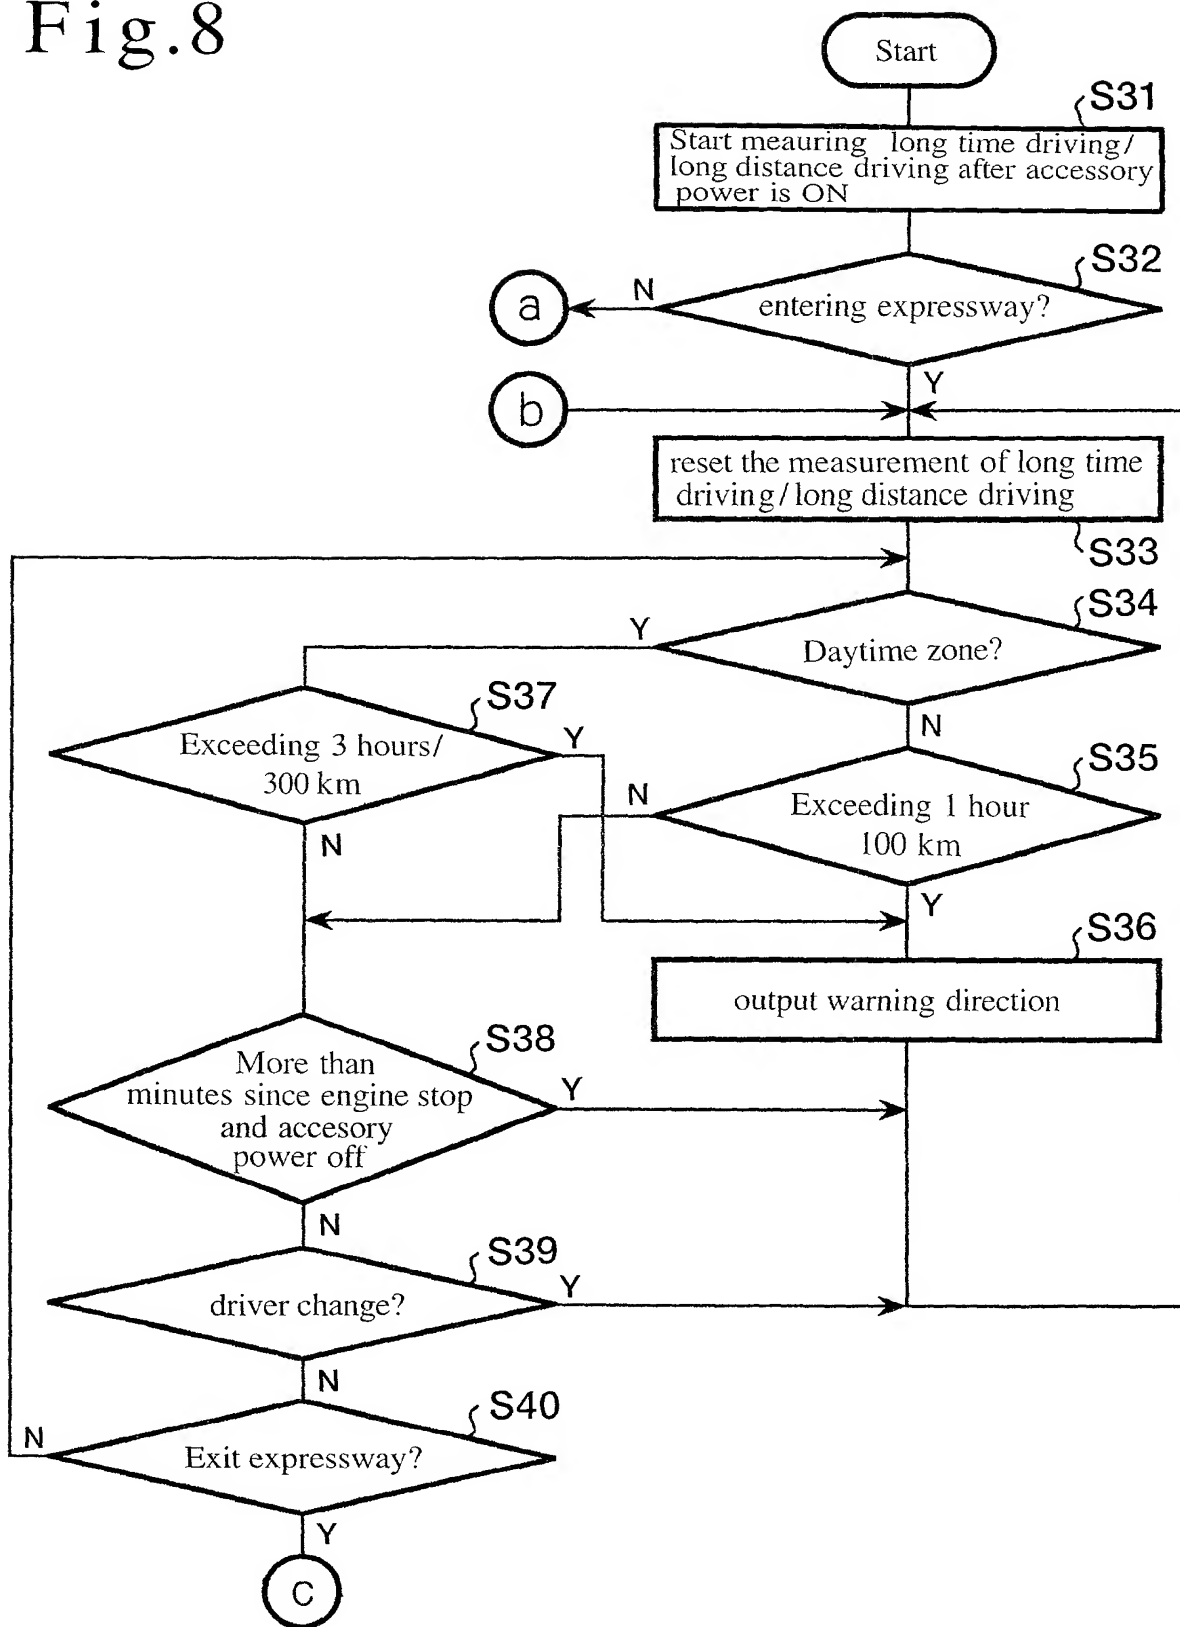 Fig.8
Start
S31
Start meauring long time driving/
long distance driving after accessory
power is ON
S32
entering expressway?
N
a
Y
b
reset the measurement of long time
driving/long distance driving
S33
S34
Daytime zone?
Y
N
S37
Exceeding 3 hours/
300 km
Y
N
S35
Exceeding 1 hour
100 km
N
Y
S36
output warning direction
S38
More than
minutes since engine stop
and accesory
power off
Y
N
S39
driver change?
Y
N
S40
Exit expressway?
N
Y
c